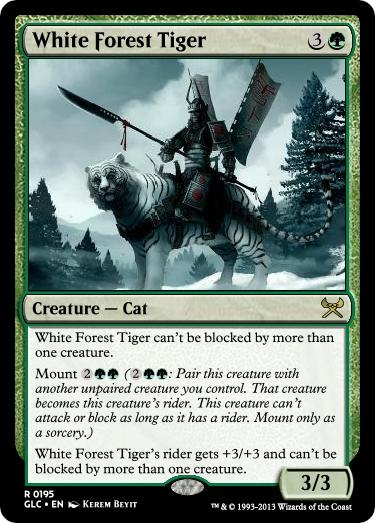 White Forest Tiger 3
Creature — Cat
White Forest Tiger can't be blocked by more than
one creature.
Mount 2 ( 2 : Pair this creature with
another unpaired creature you control. That creature
becomes this creature's rider. This creature can't
attack or block as long as it has a rider. Mount only as
a sorcery.)
White Forest Tiger's rider gets +3/+3 and can't be
blocked by more than one creature.
3/3
R 0195
GLC • EN Kerem Beyit
™ & © 1993-2013 Wizards of the Coast